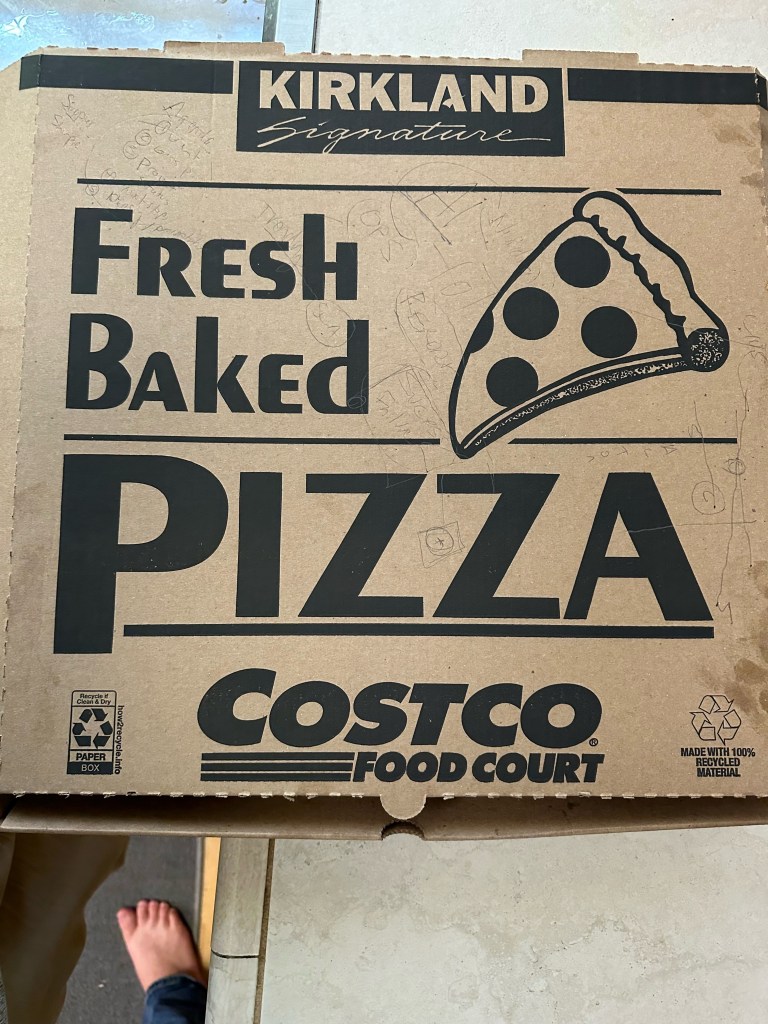 KIRKLAND
Signature
FRESH
BAKED
PIZZA
COSTCO®
FOOD COURT
Recycle if
Clean & Dry
PAPER
BOX
how2recycle.info
MADE WITH 100%
RECYCLED
MATERIAL